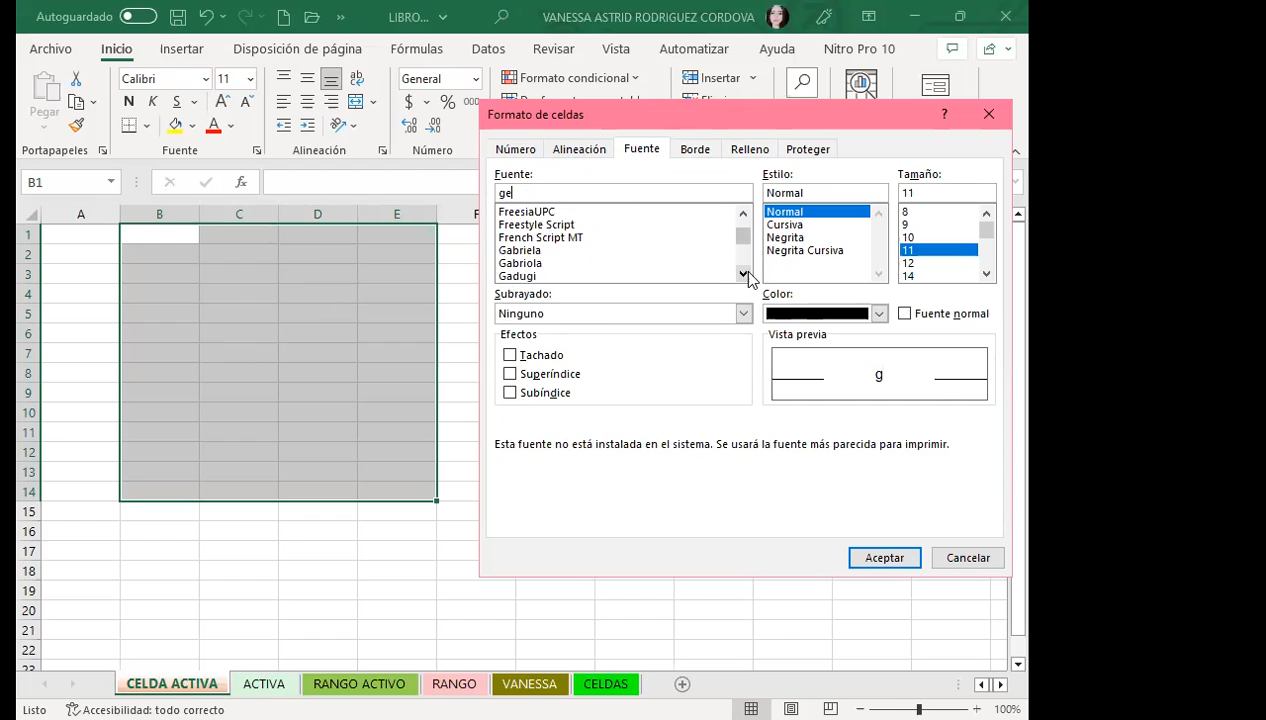 Autoguardado LIBRO... VANESSA ASTRID RODRIGUEZ CORDOVA
Archivo Inicio Insertar Disposición de página Fórmulas Datos Revisar Vista Automatizar Ayuda Nitro Pro 10
Calibri 11 General Formato condicional Insertar
Pegar N K S A A $ % 000
Portapapeles Fuente Alineación Número
B1 fx
Formato de celdas ?
Número Alineación Fuente Borde Relleno Proteger
Fuente: Estilo: Tamaño:
ge Normal 11
FreesiaUPC Normal 8
Freestyle Script Cursiva 9
French Script MT Negrita 10
Gabriela Negrita Cursiva 11
Gabriola 12
Gadugi 14
Subrayado: Color:
Ninguno Fuente normal
Efectos Vista previa
Tachado
Superíndice g
Subíndice
Esta fuente no está instalada en el sistema. Se usará la fuente más parecida para imprimir.
Aceptar Cancelar
A B C D E F
1
2
3
4
5
6
7
8
9
10
11
12
13
14
15
16
17
18
19
20
21
22
23
CELDA ACTIVA ACTIVA RANGO ACTIVO RANGO VANESSA CELDAS
Listo Accesibilidad: todo correcto 100%